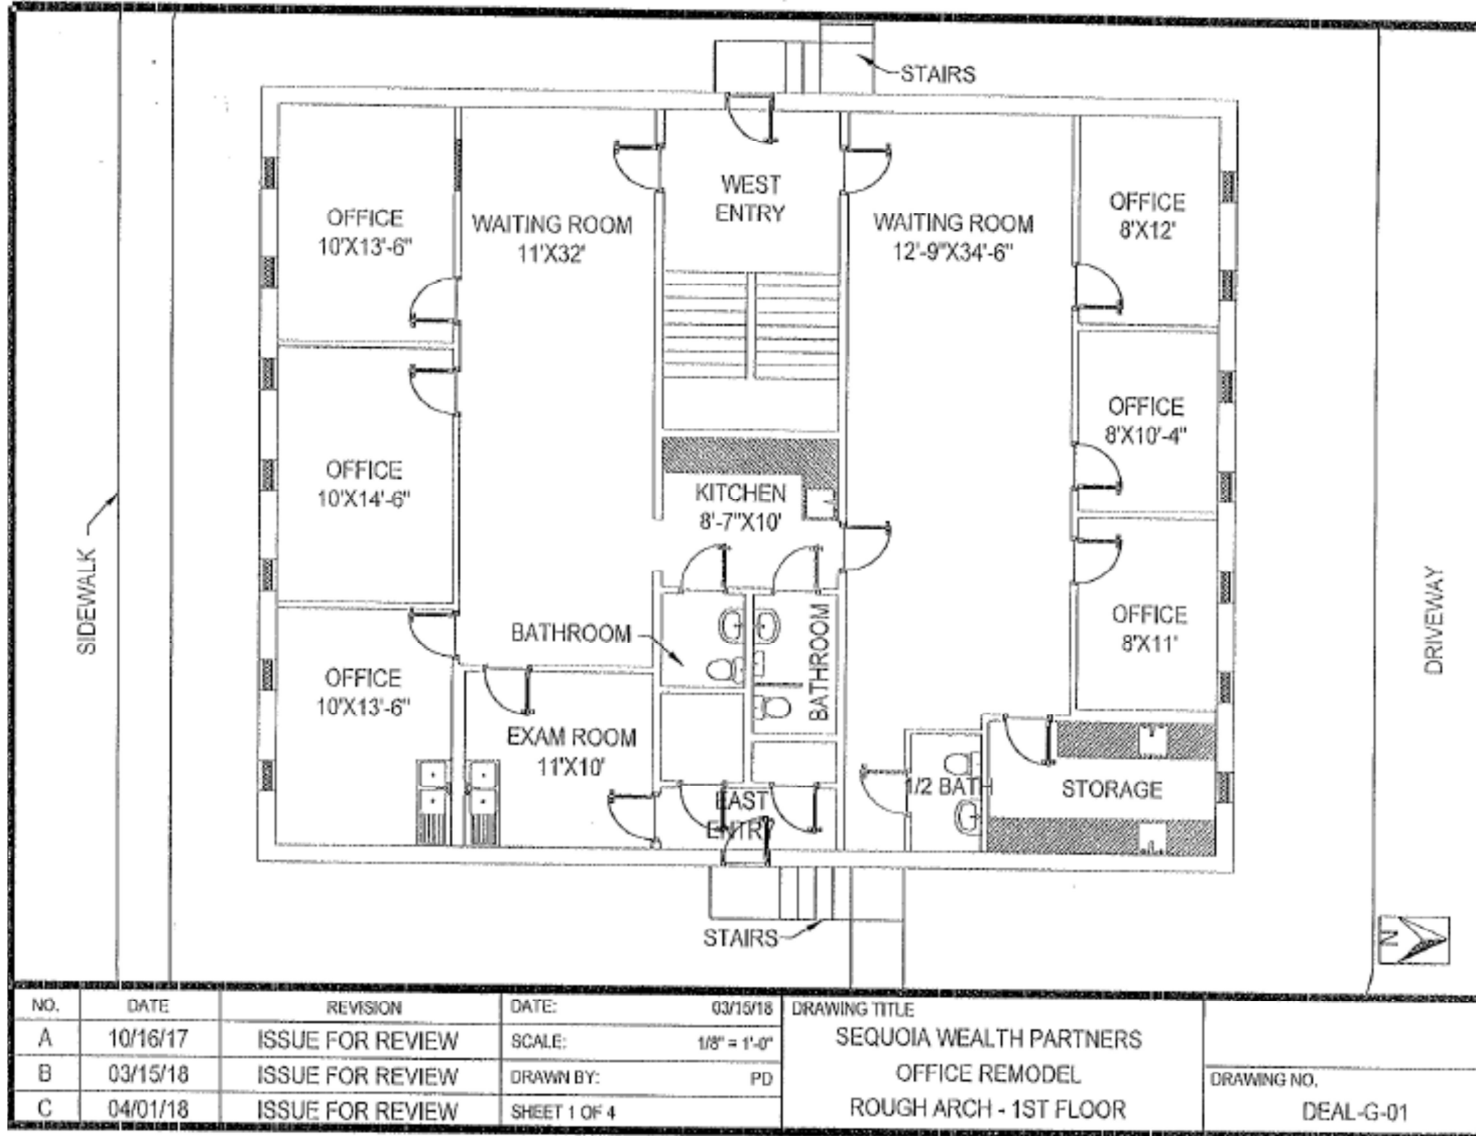 STAIRS
WEST
ENTRY
OFFICE
10'X13'-6"
WAITING ROOM
11'X32'
WAITING ROOM
12'-9"X34'-6"
OFFICE
8'X12'
OFFICE
10'X14'-6"
KITCHEN
8'-7"X10'
OFFICE
8'X10'-4"
SIDEWALK
BATHROOM
BATHROOM
OFFICE
8'X11'
DRIVEWAY
OFFICE
10'X13'-6"
EXAM ROOM
11'X10'
EAST
ENTRY
1/2 BATH
STORAGE
STAIRS
N
NO. DATE REVISION DATE: 03/15/18 DRAWING TITLE
A 10/16/17 ISSUE FOR REVIEW SCALE: 1/8" = 1'-0" SEQUOIA WEALTH PARTNERS
B 03/15/18 ISSUE FOR REVIEW DRAWN BY: PD OFFICE REMODEL DRAWING NO.
C 04/01/18 ISSUE FOR REVIEW SHEET 1 OF 4 ROUGH ARCH - 1ST FLOOR DEAL-G-01